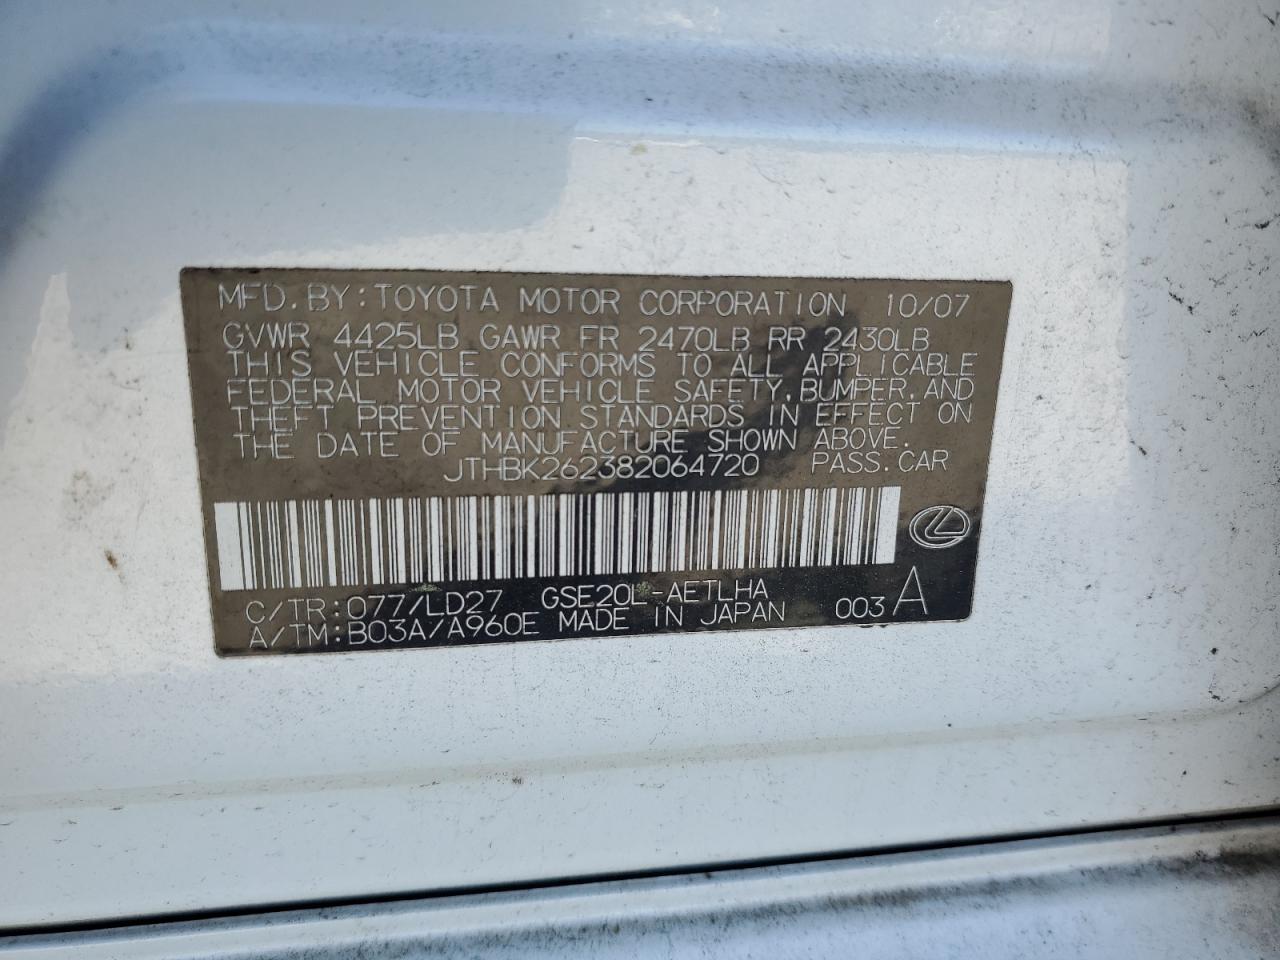 MFD.BY:TOYOTA MOTOR CORPORATION 10/07
GVWR 4425LB GAWR FR 2470LB RR 2430LB
THIS VEHICLE CONFORMS TO ALL APPLICABLE
FEDERAL MOTOR VEHICLE SAFETY,BUMPER,AND
THEFT PREVENTION STANDARDS IN EFFECT ON
THE DATE OF MANUFACTURE SHOWN ABOVE.
JTHBK262382064720 PASS.CAR
C/TR:077/LD27 GSE20L-AETLHA
A/TM:B03A/A960E MADE IN JAPAN 003 A